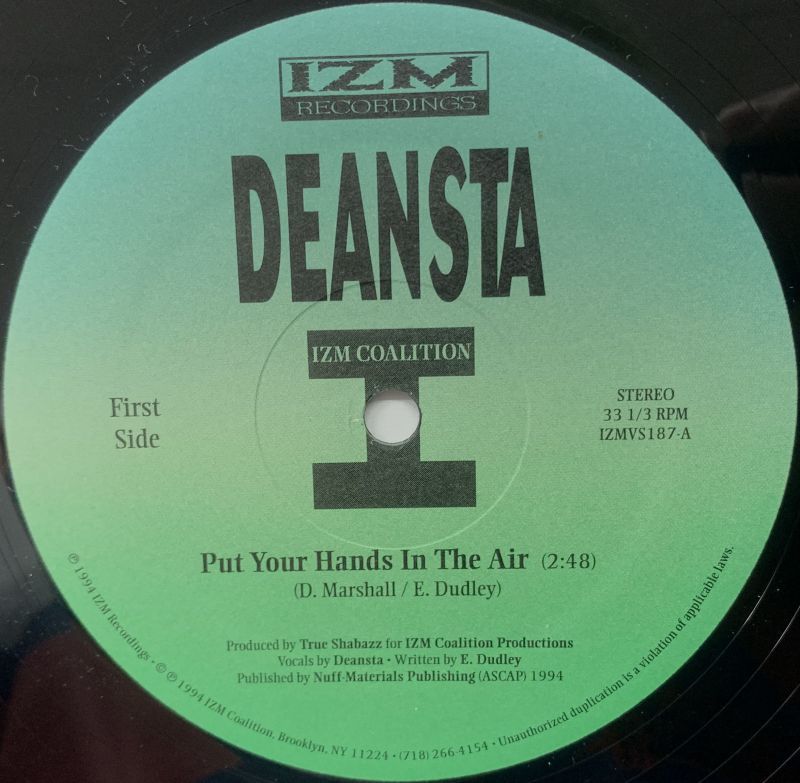 IZM
RECORDINGS
DEANSTA
IZM COALITION
First
Side
STEREO
33 1/3 RPM
IZMVS187-A
Put Your Hands In The Air (2:48)
(D. Marshall / E. Dudley)
Produced by True Shabazz for IZM Coalition Productions
Vocals by Deansta • Written by E. Dudley
Published by Nuff-Materials Publishing (ASCAP) 1994
℗ 1994 IZM Recordings • © ℗ 1994 IZM Coalition, Brooklyn, NY 11224 • (718) 266-4154 • Unauthorized duplication is a violation of applicable laws.